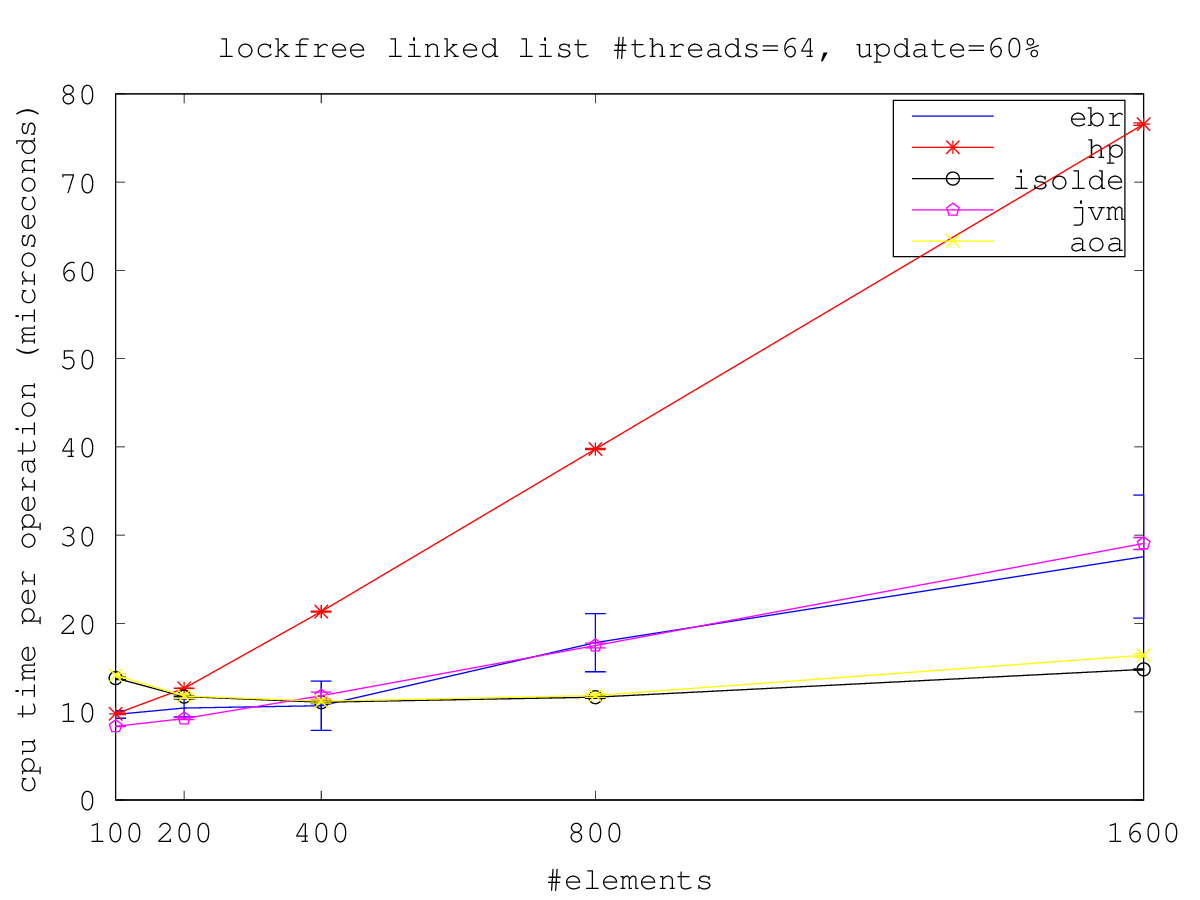 lockfree linked list #threads=64, update=60%
ebr
hp
isolde
jvm
aoa
cpu time per operation (microseconds)
80
70
60
50
40
30
20
10
0
100 200 400 800 1600
#elements